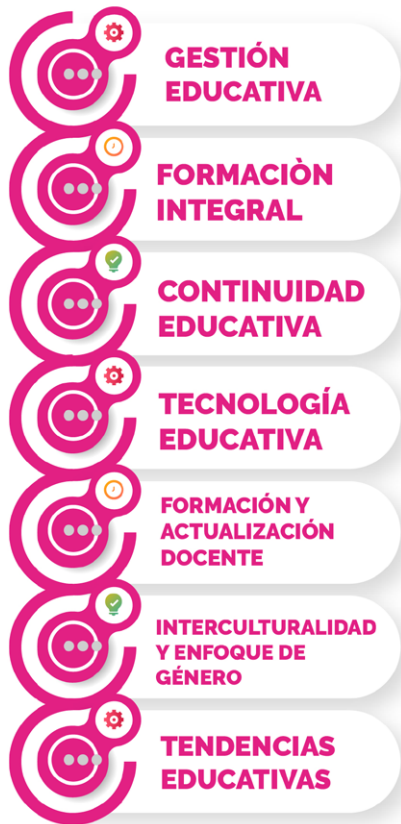 GESTIÓN
EDUCATIVA
FORMACIÒN
INTEGRAL
CONTINUIDAD
EDUCATIVA
TECNOLOGÍA
EDUCATIVA
FORMACIÓN Y
ACTUALIZACIÓN
DOCENTE
INTERCULTURALIDAD
Y ENFOQUE DE
GÉNERO
TENDENCIAS
EDUCATIVAS